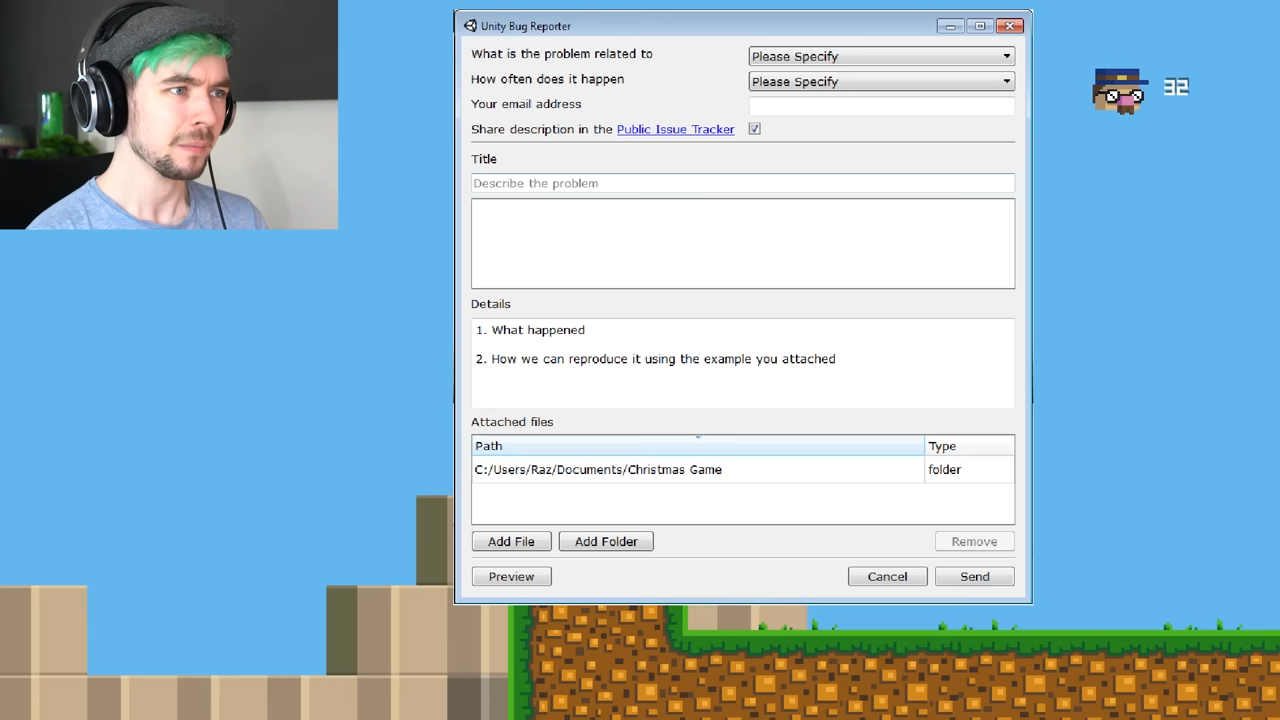 Unity Bug Reporter
What is the problem related to
Please Specify
How often does it happen
Please Specify
Your email address
Share description in the Public Issue Tracker
Title
Describe the problem
Details
1. What happened
2. How we can reproduce it using the example you attached
Attached files
Path Type
C:/Users/Raz/Documents/Christmas Game folder
Add File Add Folder Remove
Preview Cancel Send
32